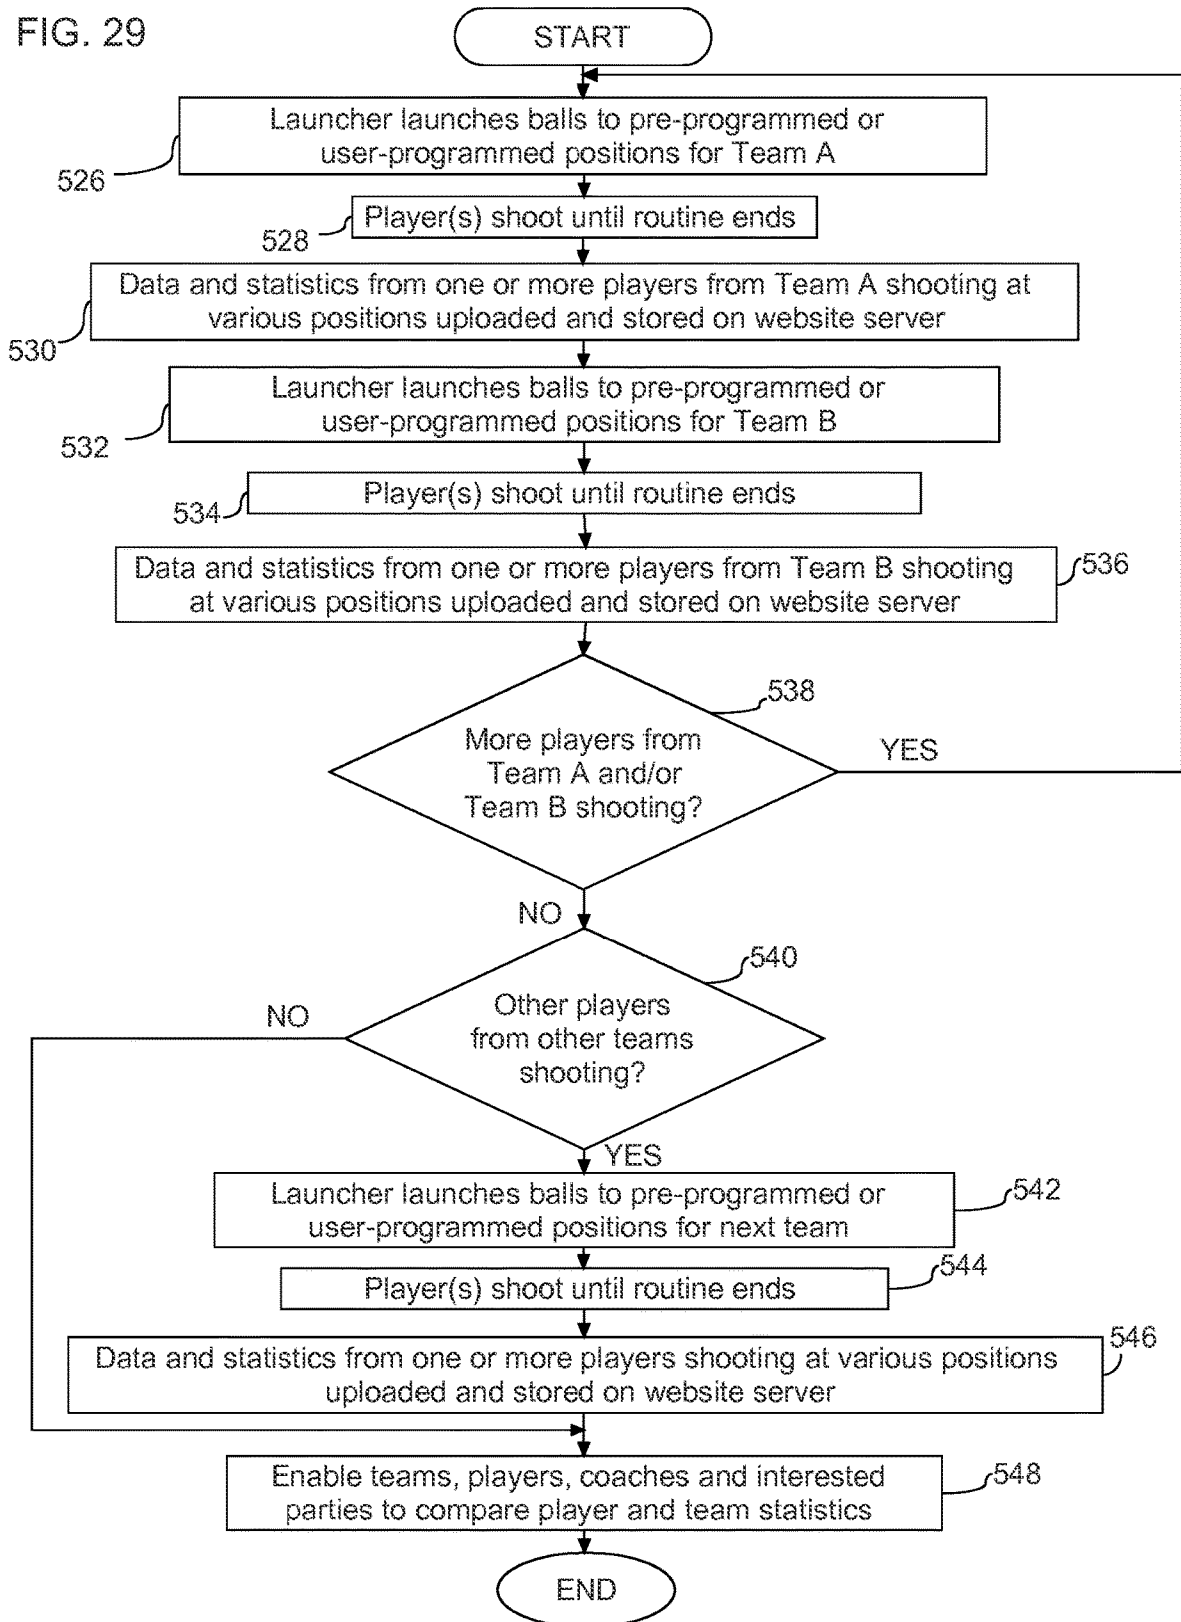 FIG. 29
START
Launcher launches balls to pre-programmed or
user-programmed positions for Team A
526
Player(s) shoot until routine ends
528
Data and statistics from one or more players from Team A shooting at
various positions uploaded and stored on website server
530
Launcher launches balls to pre-programmed or
user-programmed positions for Team B
532
Player(s) shoot until routine ends
534
Data and statistics from one or more players from Team B shooting
at various positions uploaded and stored on website server
536
538
More players from
Team A and/or
Team B shooting?
YES
NO
540
Other players
from other teams
shooting?
NO
YES
Launcher launches balls to pre-programmed or
user-programmed positions for next team
542
Player(s) shoot until routine ends
544
Data and statistics from one or more players shooting at various positions
uploaded and stored on website server
546
Enable teams, players, coaches and interested
parties to compare player and team statistics
548
END